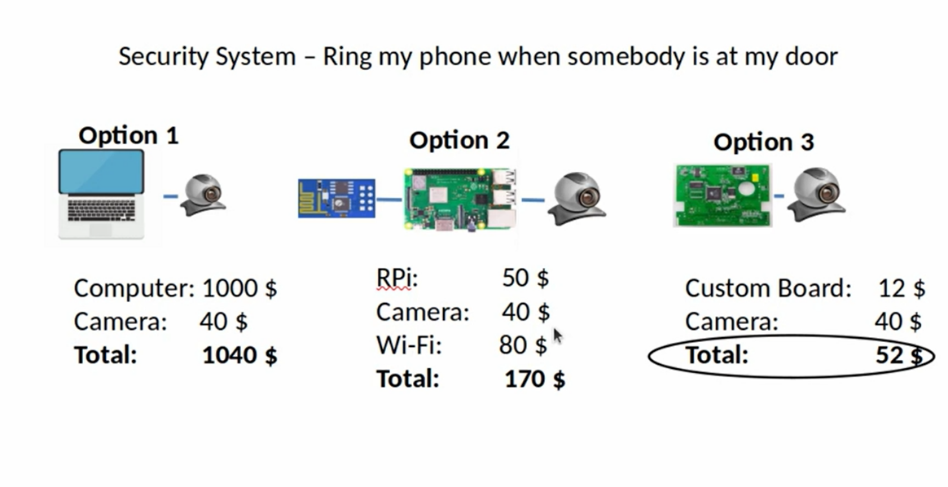 Security System – Ring my phone when somebody is at my door
Option 1
Computer: 1000 $
Camera: 40 $
Total: 1040 $
Option 2
RPi: 50 $
Camera: 40 $
Wi-Fi: 80 $
Total: 170 $
Option 3
Custom Board: 12 $
Camera: 40 $
Total: 52 $